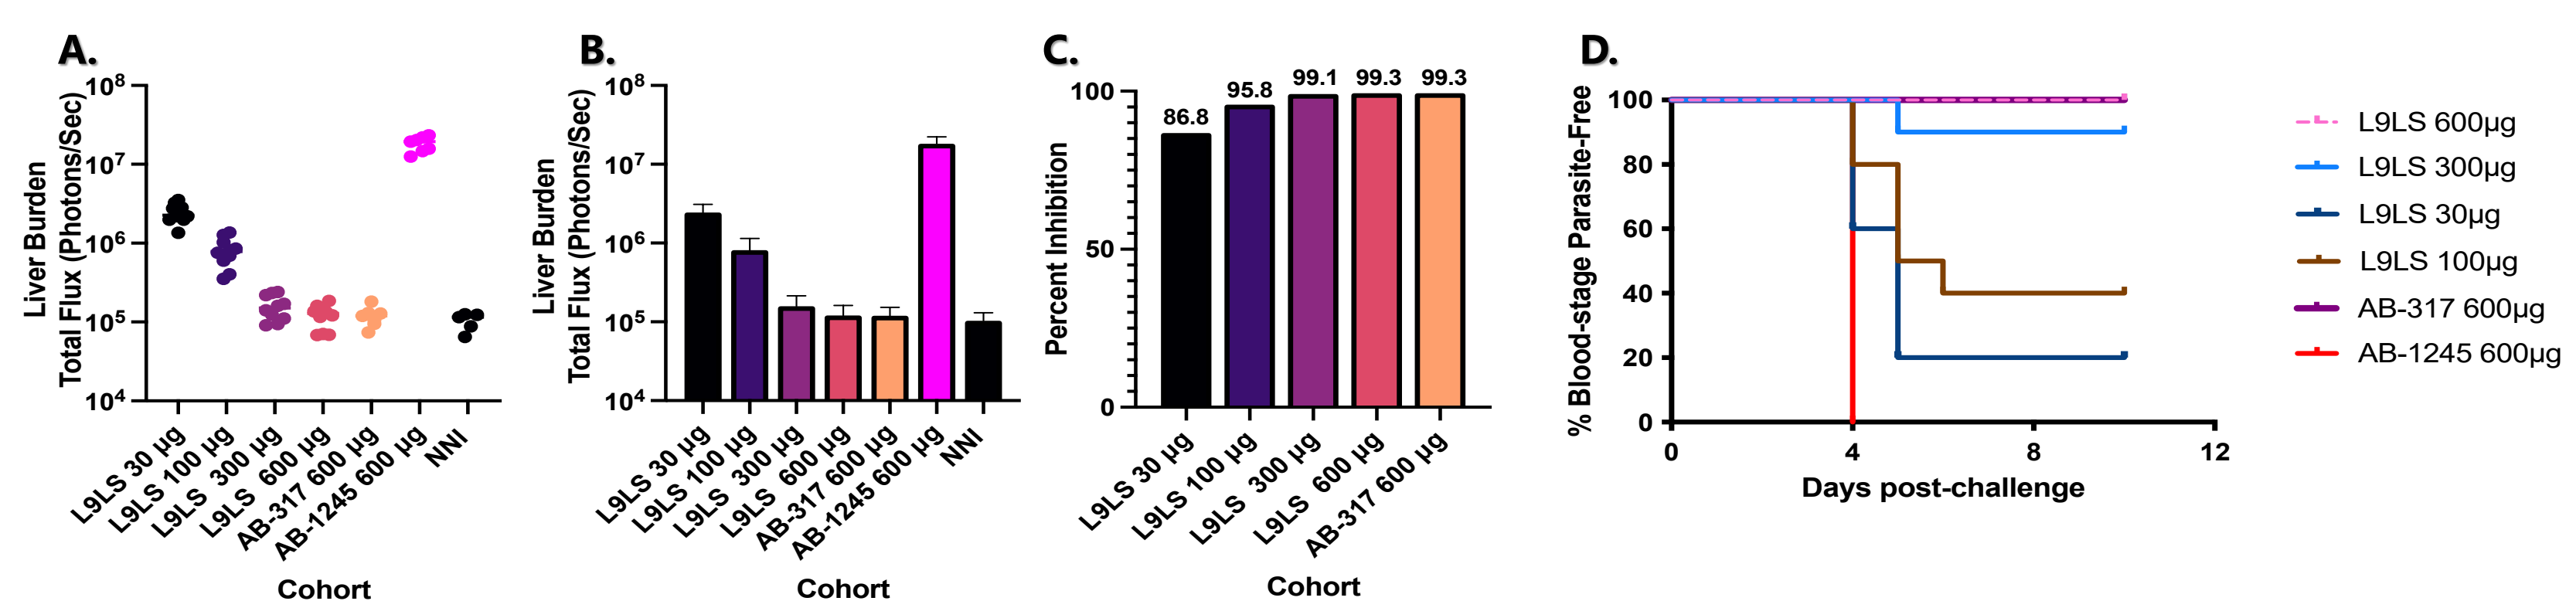 A.
Liver Burden
Total Flux (Photons/Sec)
10⁸
10⁷
10⁶
10⁵
10⁴
L9LS 30 µg
L9LS 100 µg
L9LS 300 µg
L9LS 600 µg
AB-317 600 µg
AB-1245 600 µg
NNI
Cohort
B.
Liver Burden
Total Flux (Photons/Sec)
10⁸
10⁷
10⁶
10⁵
10⁴
L9LS 30 µg
L9LS 100 µg
L9LS 300 µg
L9LS 600 µg
AB-317 600 µg
AB-1245 600 µg
NNI
Cohort
C.
Percent Inhibition
100
50
0
86.8
95.8
99.1
99.3
99.3
L9LS 30 µg
L9LS 100 µg
L9LS 300 µg
L9LS 600 µg
AB-317 600 µg
Cohort
D.
% Blood-stage Parasite-Free
100
80
60
40
20
0
0
4
8
12
Days post-challenge
L9LS 600µg
L9LS 300µg
L9LS 30µg
L9LS 100µg
AB-317 600µg
AB-1245 600µg